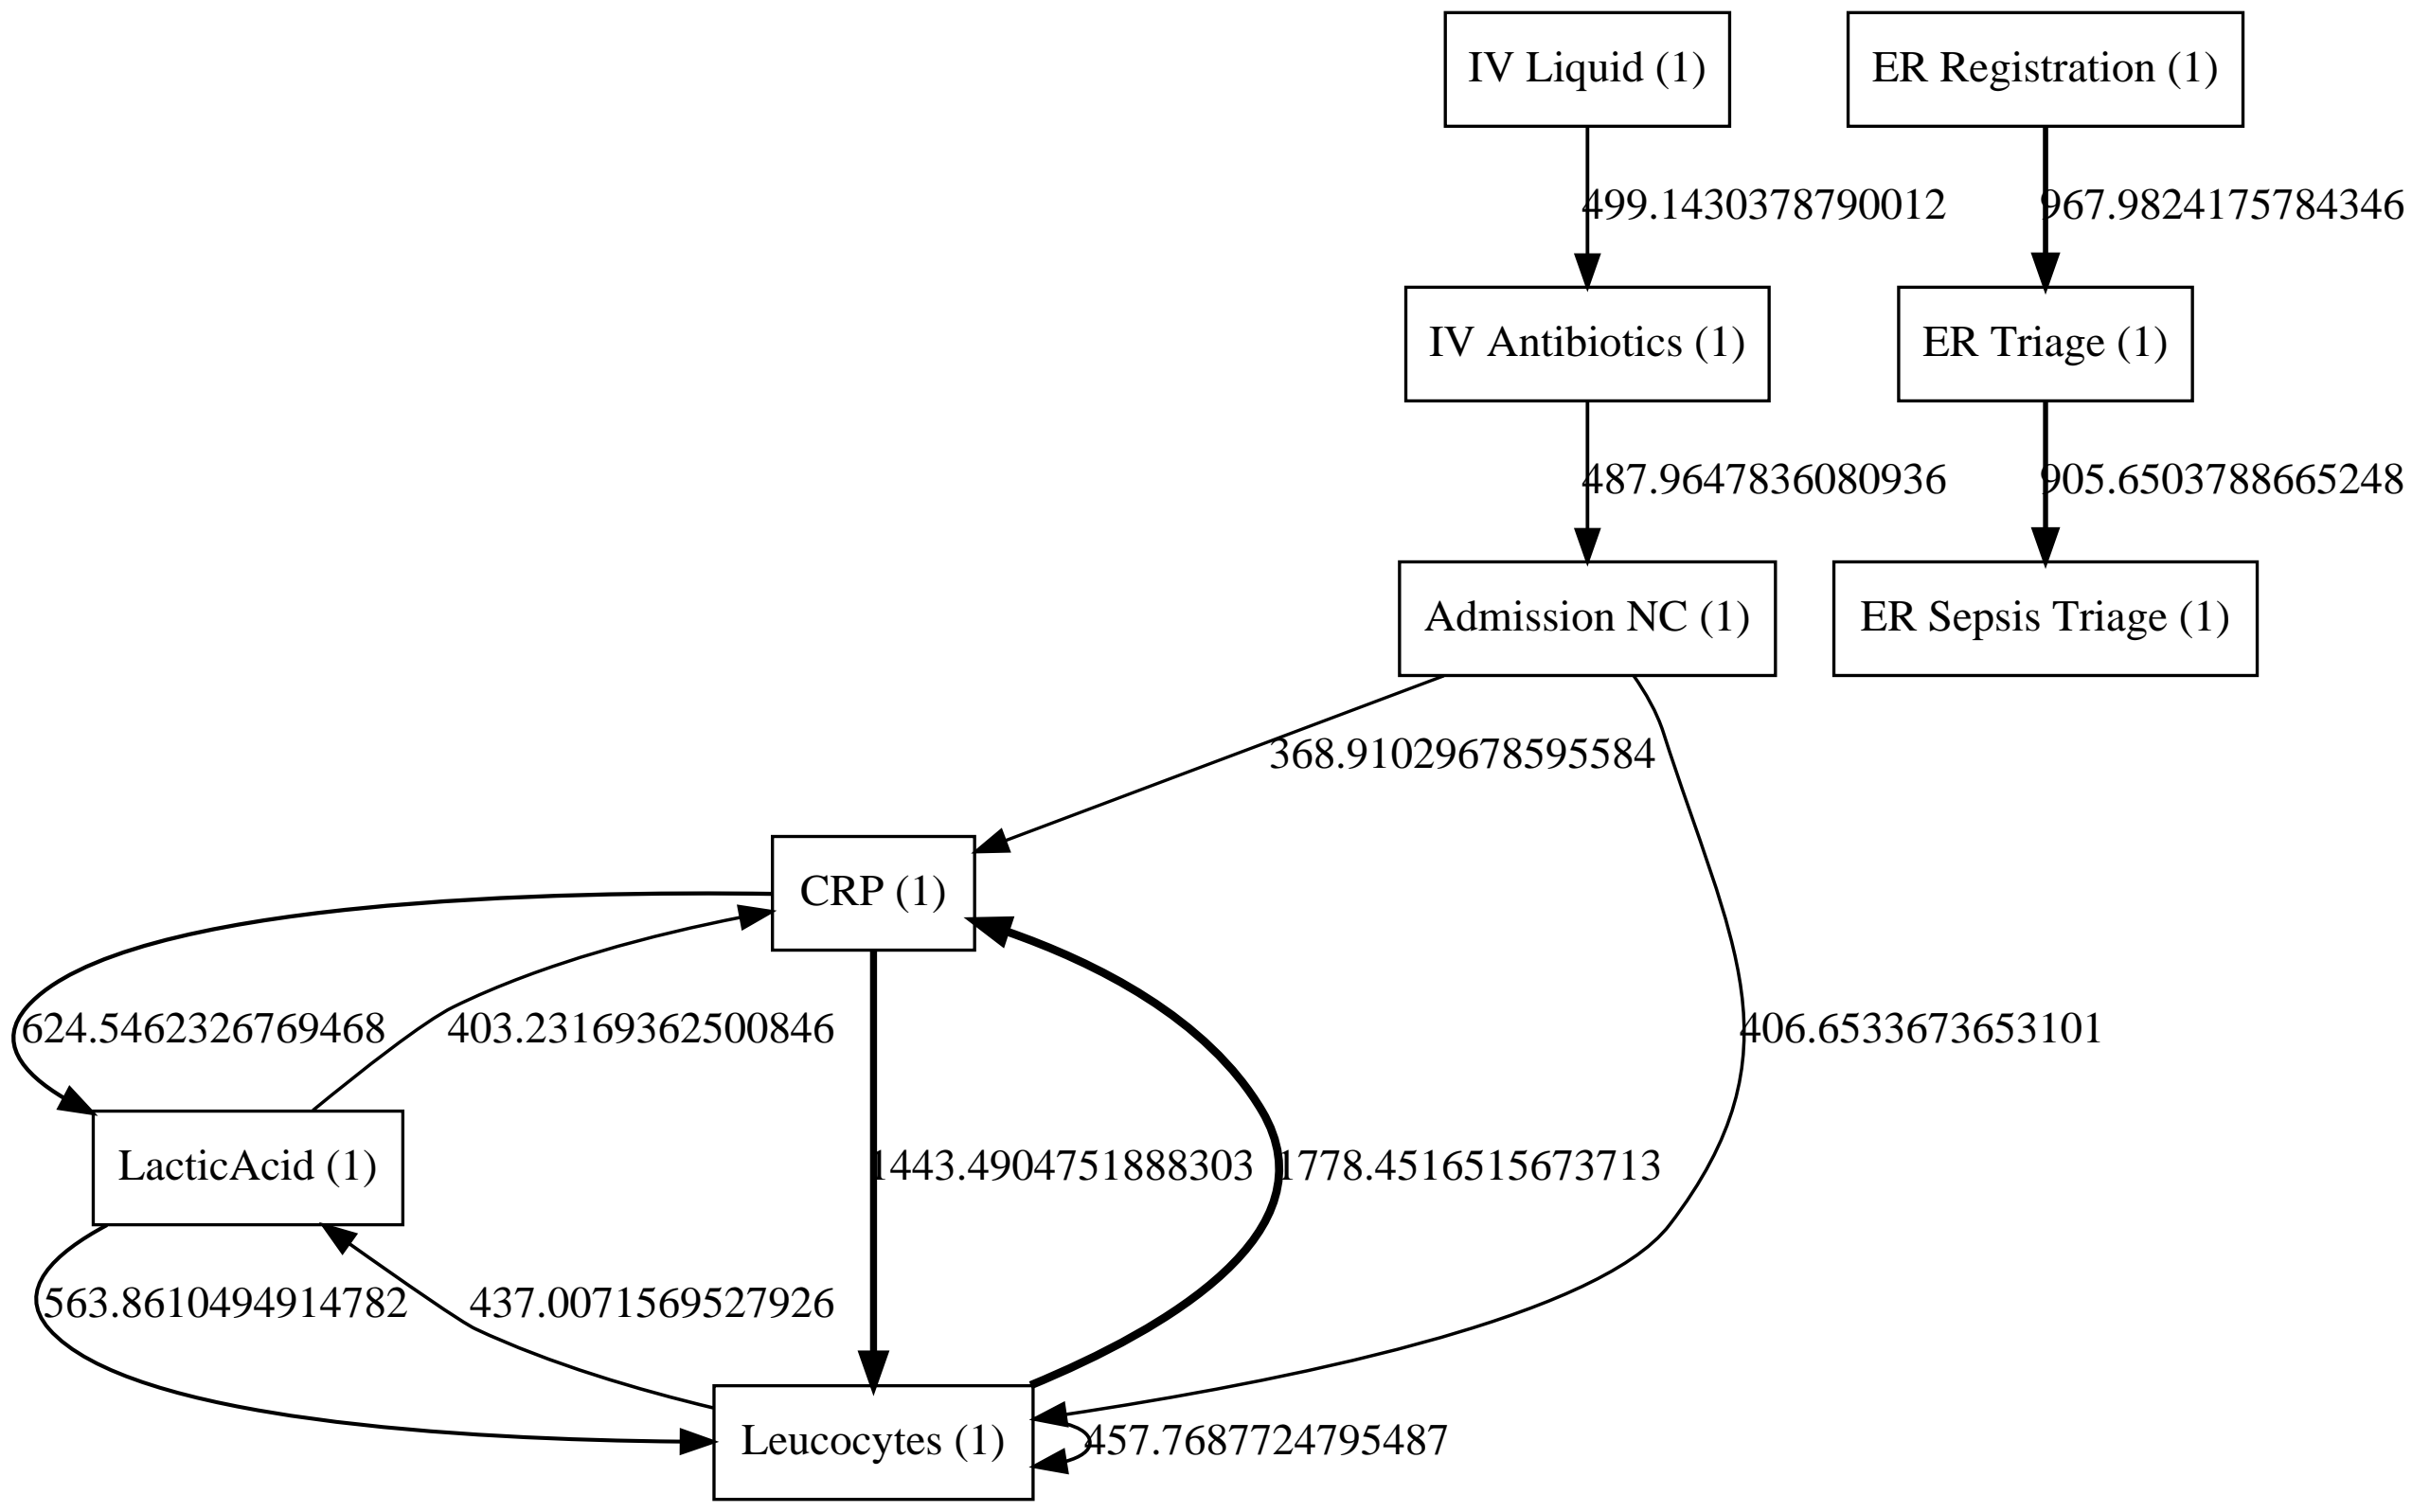 IV Liquid (1)
ER Registration (1)
499.1430378790012
967.9824175784346
IV Antibiotics (1)
ER Triage (1)
487.9647836080936
905.6503788665248
Admission NC (1)
ER Sepsis Triage (1)
368.91029678595584
CRP (1)
624.5462326769468
403.23169362500846
406.6533673653101
LacticAcid (1)
1443.4904751888303
1778.4516515673713
563.8610494914782
437.0071569527926
Leucocytes (1)
457.7687724795487